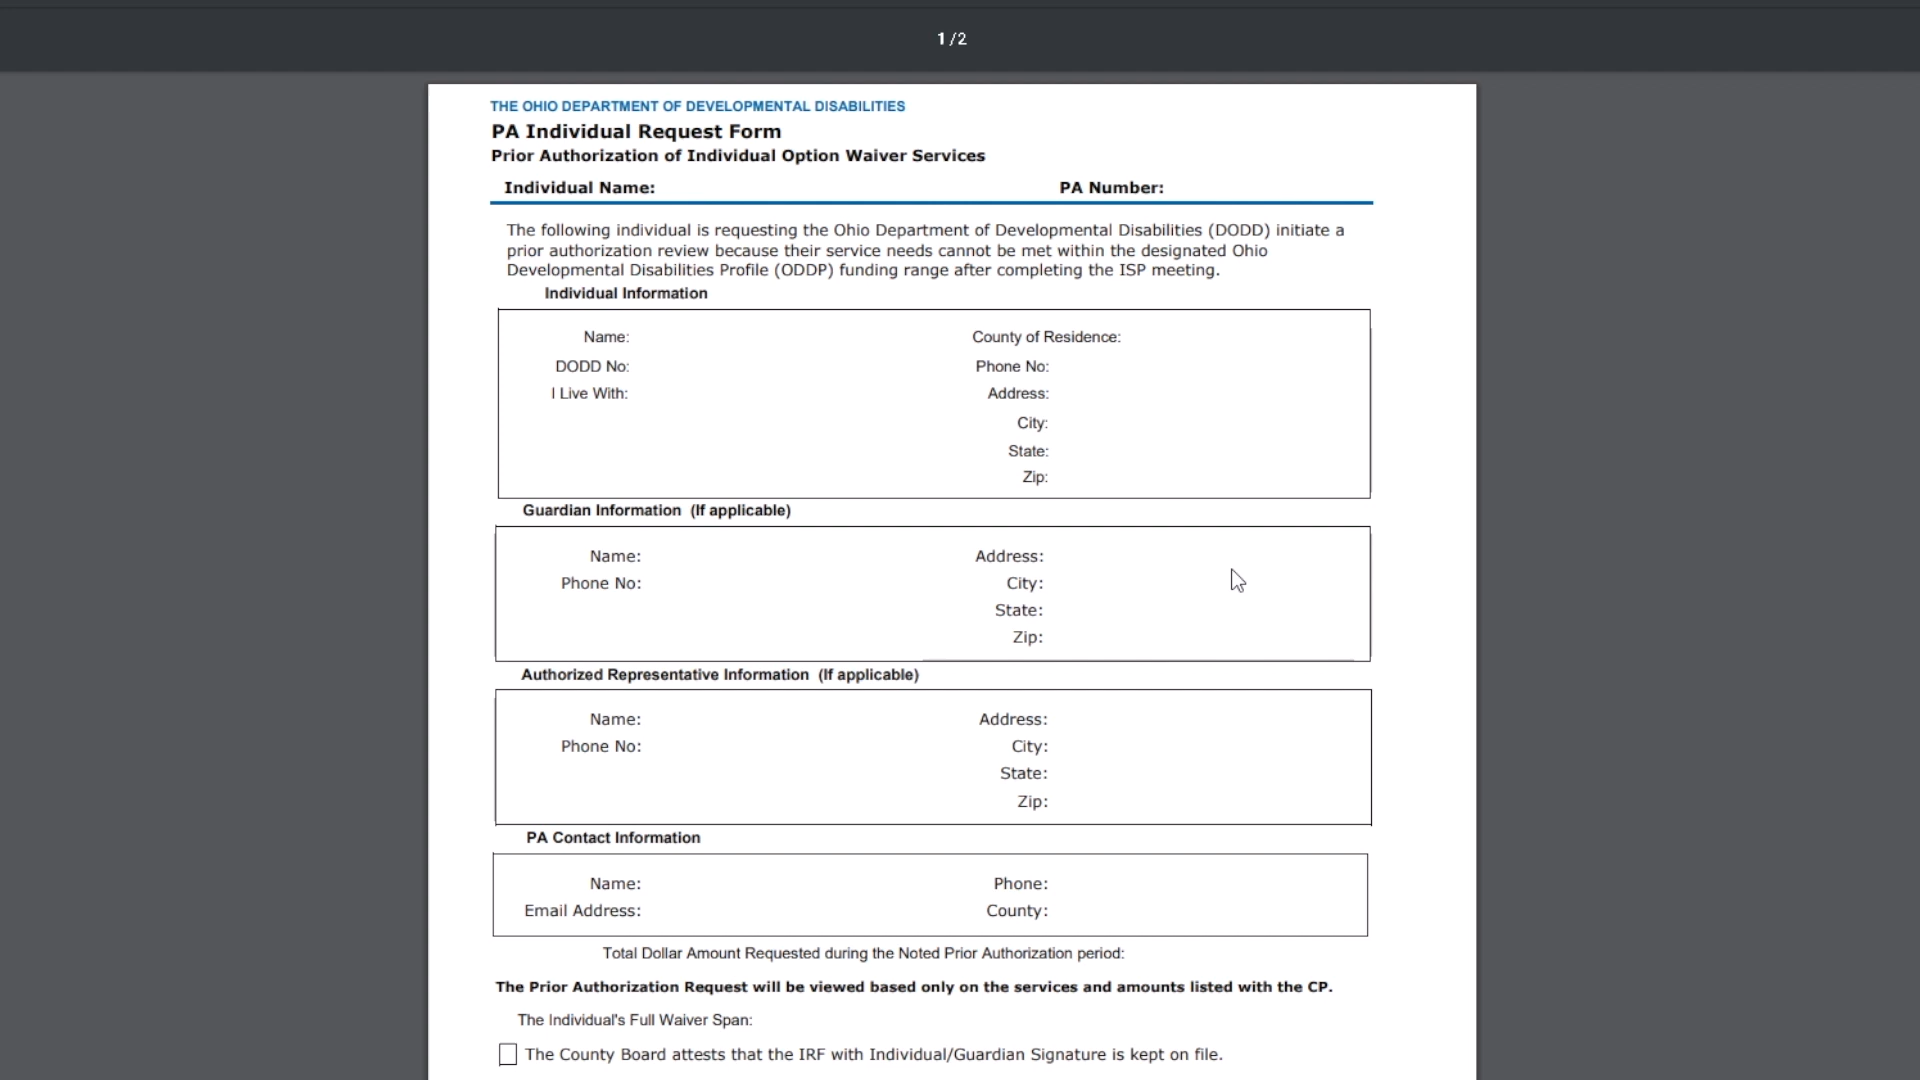 1 / 2
THE OHIO DEPARTMENT OF DEVELOPMENTAL DISABILITIES
PA Individual Request Form
Prior Authorization of Individual Option Waiver Services
Individual Name: PA Number:
The following individual is requesting the Ohio Department of Developmental Disabilities (DODD) initiate a
prior authorization review because their service needs cannot be met within the designated Ohio
Developmental Disabilities Profile (ODDP) funding range after completing the ISP meeting.
Individual Information
Name: County of Residence:
DODD No: Phone No:
I Live With: Address:
City:
State:
Zip:
Guardian Information (If applicable)
Name: Address:
Phone No: City:
State:
Zip:
Authorized Representative Information (If applicable)
Name: Address:
Phone No: City:
State:
Zip:
PA Contact Information
Name: Phone:
Email Address: County:
Total Dollar Amount Requested during the Noted Prior Authorization period:
The Prior Authorization Request will be viewed based only on the services and amounts listed with the CP.
The Individual's Full Waiver Span:
The County Board attests that the IRF with Individual/Guardian Signature is kept on file.